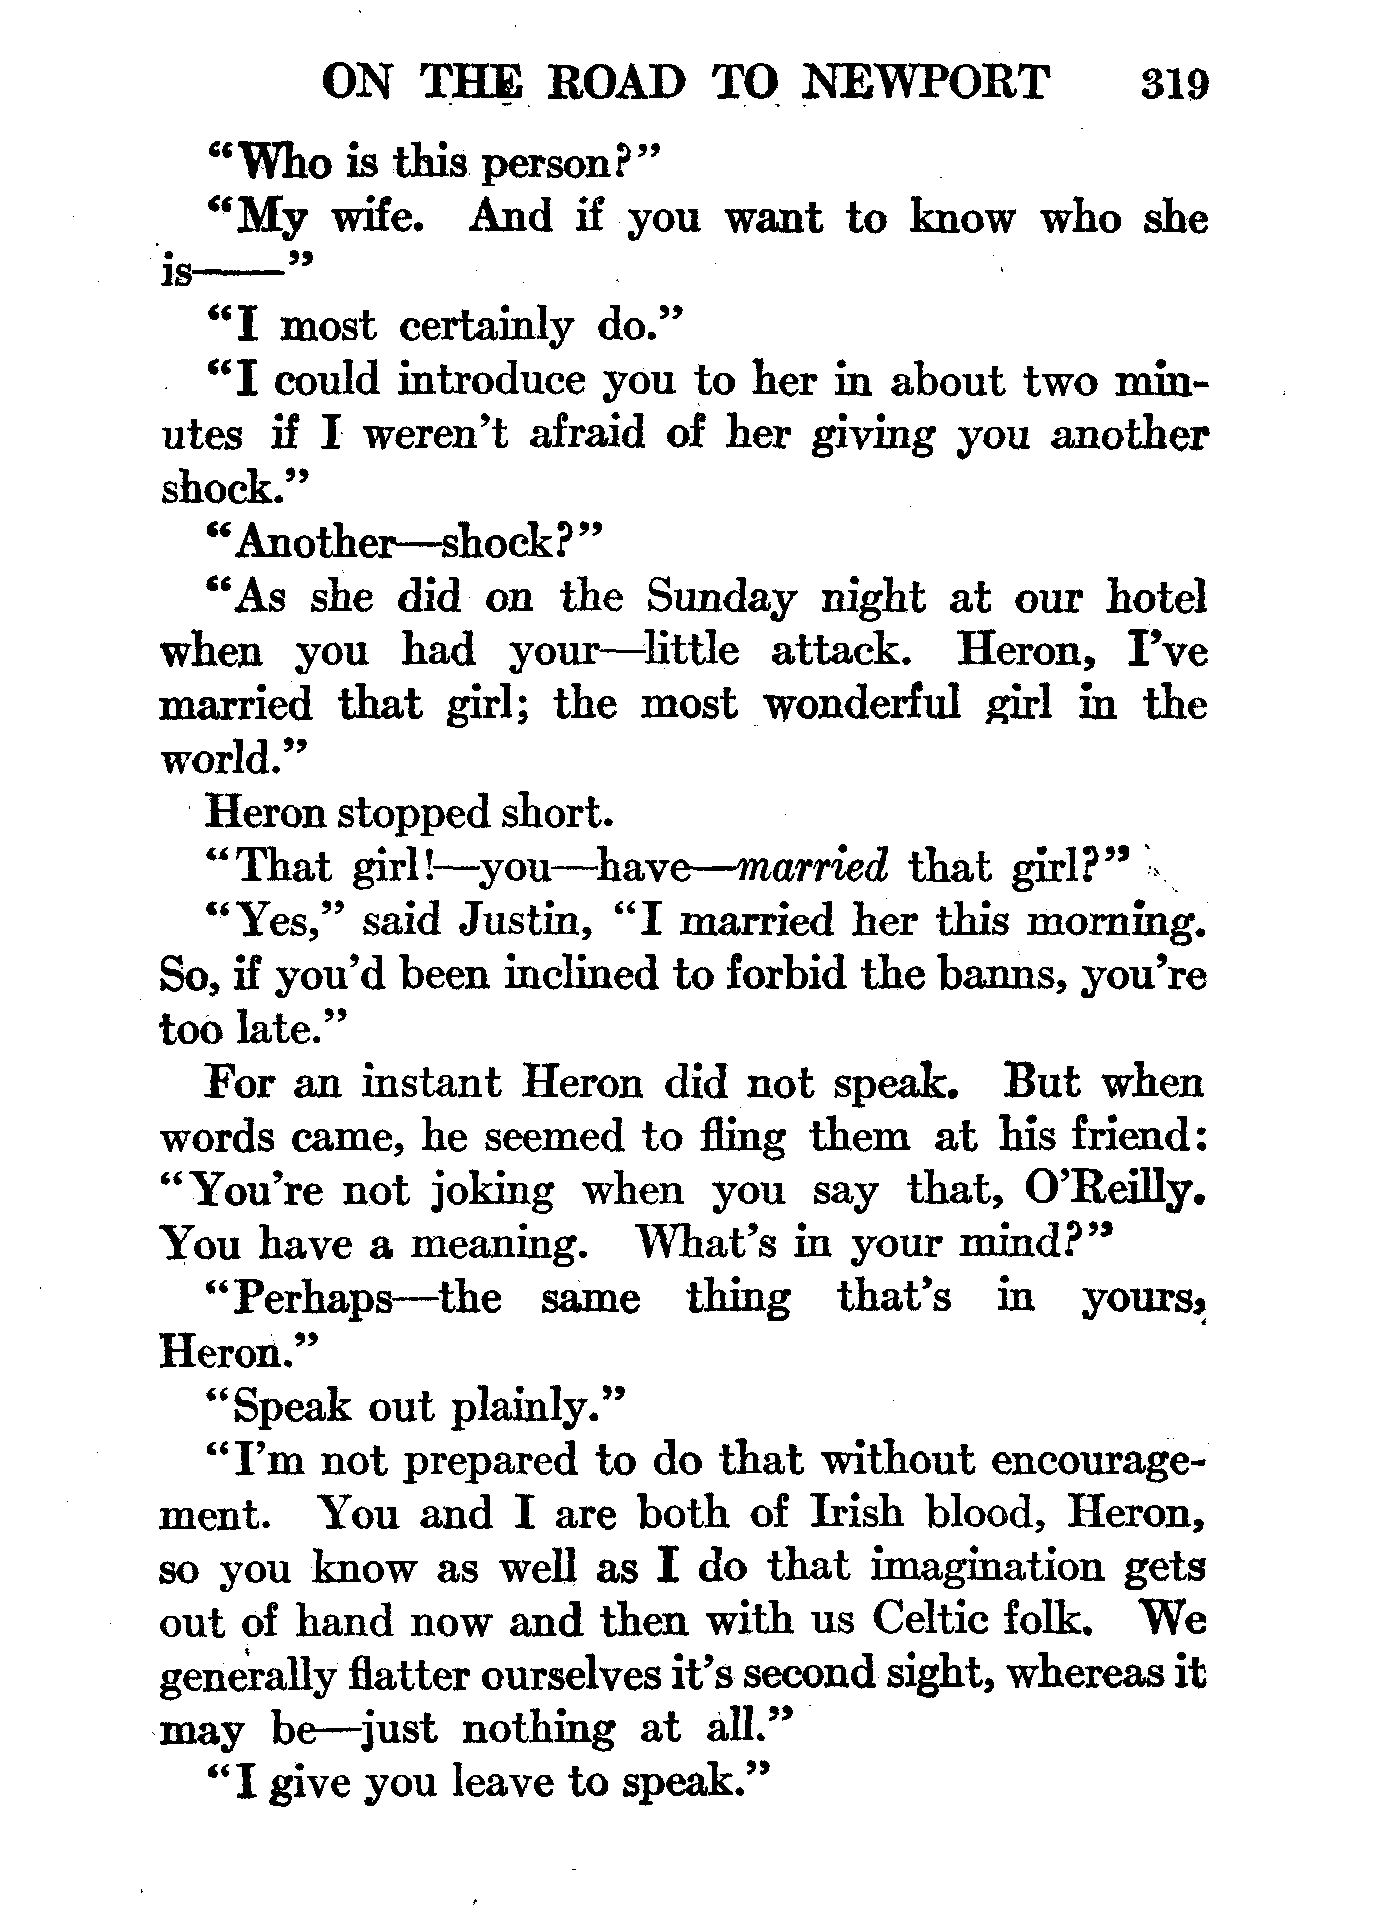 ON THE ROAD TO NEWPORT 319
"Who is this person?"
"My wife. And if you want to know who she
is——"
"I most certainly do."
"I could introduce you to her in about two min-
utes if I weren't afraid of her giving you another
shock."
"Another—shock?"
"As she did on the Sunday night at our hotel
when you had your—little attack. Heron, I've
married that girl; the most wonderful girl in the
world."
Heron stopped short.
"That girl!—you—have—married that girl?"
"Yes," said Justin, "I married her this morning.
So, if you'd been inclined to forbid the banns, you're
too late."
For an instant Heron did not speak. But when
words came, he seemed to fling them at his friend:
"You're not joking when you say that, O'Reilly.
You have a meaning. What's in your mind?"
"Perhaps—the same thing that's in yours,
Heron."
"Speak out plainly."
"I'm not prepared to do that without encourage-
ment. You and I are both of Irish blood, Heron,
so you know as well as I do that imagination gets
out of hand now and then with us Celtic folk. We
generally flatter ourselves it's second sight, whereas it
may be—just nothing at all."
"I give you leave to speak."